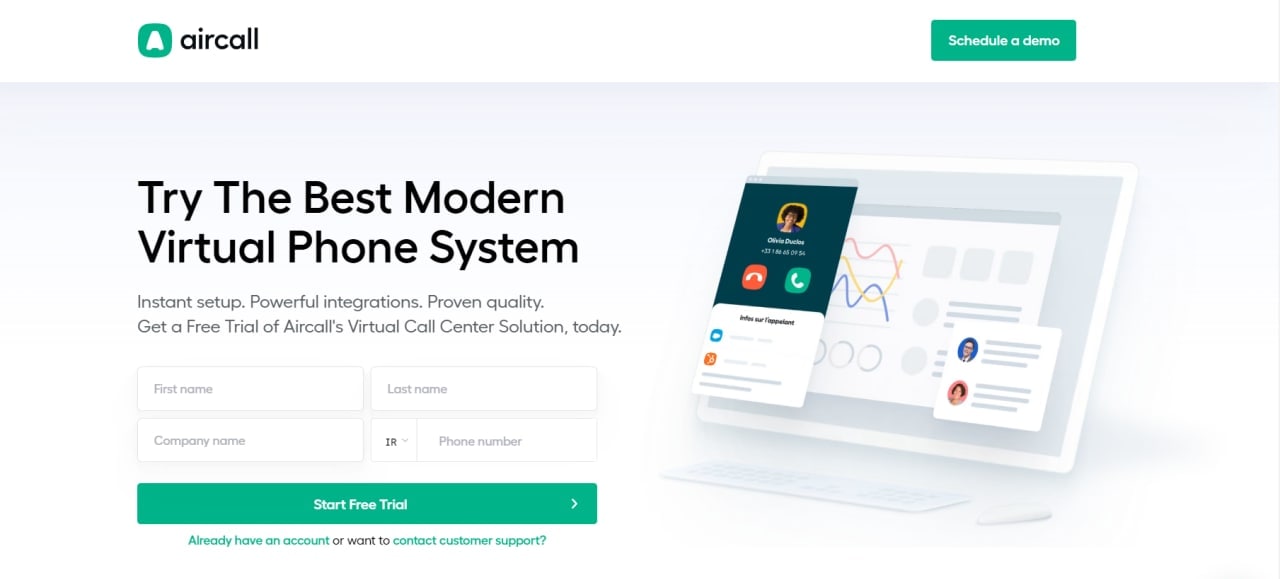 aircall
Schedule a demo
Try The Best Modern
Virtual Phone System
Instant setup. Powerful integrations. Proven quality.
Get a Free Trial of Aircall's Virtual Call Center Solution, today.
First name
Last name
Company name
IR
Phone number
Start Free Trial
Already have an account or want to contact customer support?
Olivia Duclos
+33 1 86 65 09 54
Infos sur l'appelant